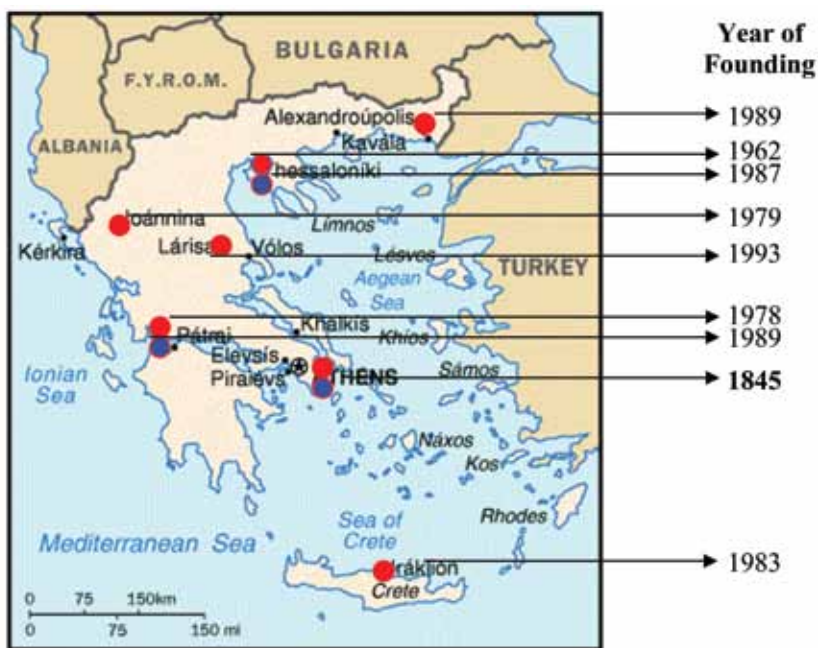 Year of
Founding
BULGARIA
F.Y.R.O.M.
ALBANIA
Alexandroúpolis
1989
Kavála
1962
hessaloníki
1987
Ioánnina
1979
Límnos
Kérkira
Lárisa
Vólos
Lésvos
1993
TURKEY
Aegean
Sea
1978
Khalkís
Pátrai
Khíos
1989
Elevsís
Ionian
Sea
Piraiévs
THENS
Sámos
1845
Náxos
Kos
Rhodes
Sea of
Crete
Mediterranean Sea
Iráklion
1983
Crete
0 75 150km
0 75 150 mi